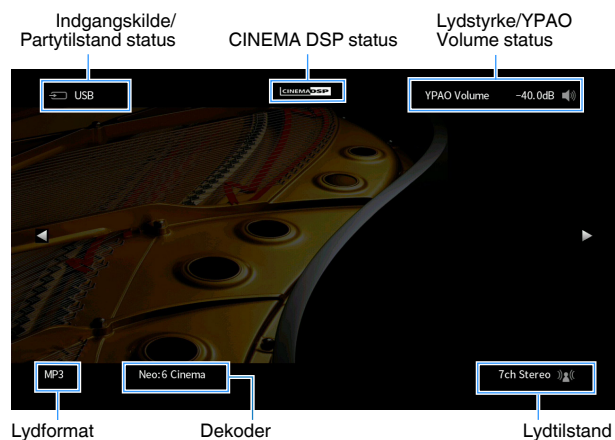 Indgangskilde/
Partytilstand status
CINEMA DSP status
Lydstyrke/YPAO
Volume status
USB
CINEMA DSP
YPAO Volume -40.0dB
MP3
Neo:6 Cinema
7ch Stereo
Lydformat
Dekoder
Lydtilstand